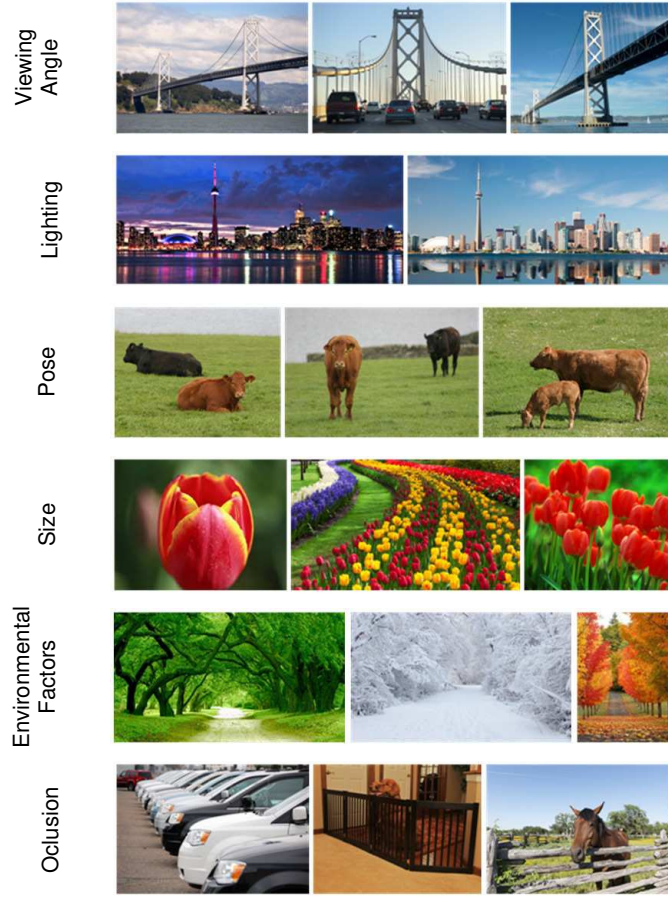 Viewing
Angle
Lighting
Pose
Size
Environmental
Factors
Oclusion